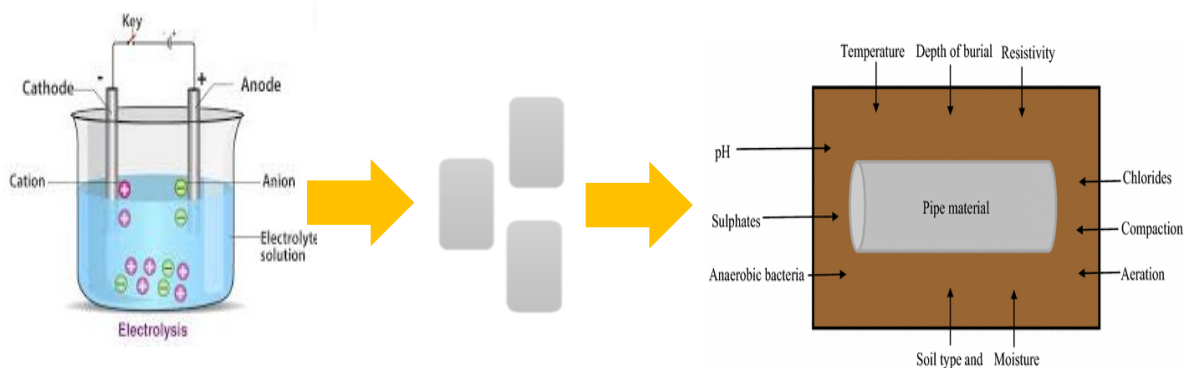 Key
- +
Cathode
Anode
Cation
Anion
Electrolyte
solution
Electrolysis
Temperature Depth of burial Resistivity
pH
Sulphates
Anaerobic bacteria
Pipe material
Chlorides
Compaction
Aeration
Soil type and Moisture